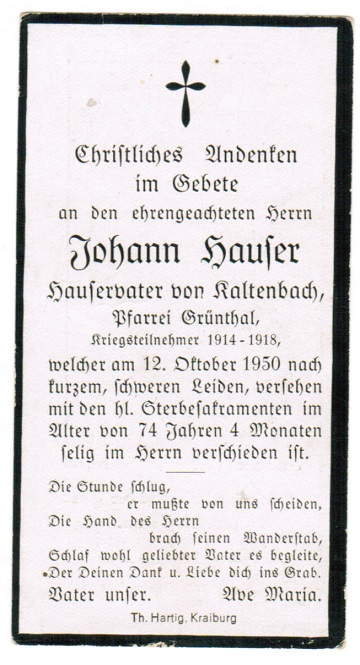 Chriſtliches Andenken
im Gebete
an den ehrengeachteten Herrn
Johann Hauſer
Hauſervater von Kaltenbach,
Pfarrei Grünthal,
Kriegsteilnehmer 1914-1918,
welcher am 12. Oktober 1950 nach
kurzem, ſchweren Leiden, verſehen
mit den hl. Sterbeſakramenten im
Alter von 74 Jahren 4 Monaten
ſelig im Herrn verſchieden iſt.
Die Stunde ſchlug,
er mußte von uns ſcheiden,
Die Hand des Herrn
brach ſeinen Wanderſtab,
Schlaf wohl geliebter Vater es begleite,
Der Deinen Dank u. Liebe dich ins Grab.
Vater unſer. Ave Maria.
Th. Hartig, Kraiburg